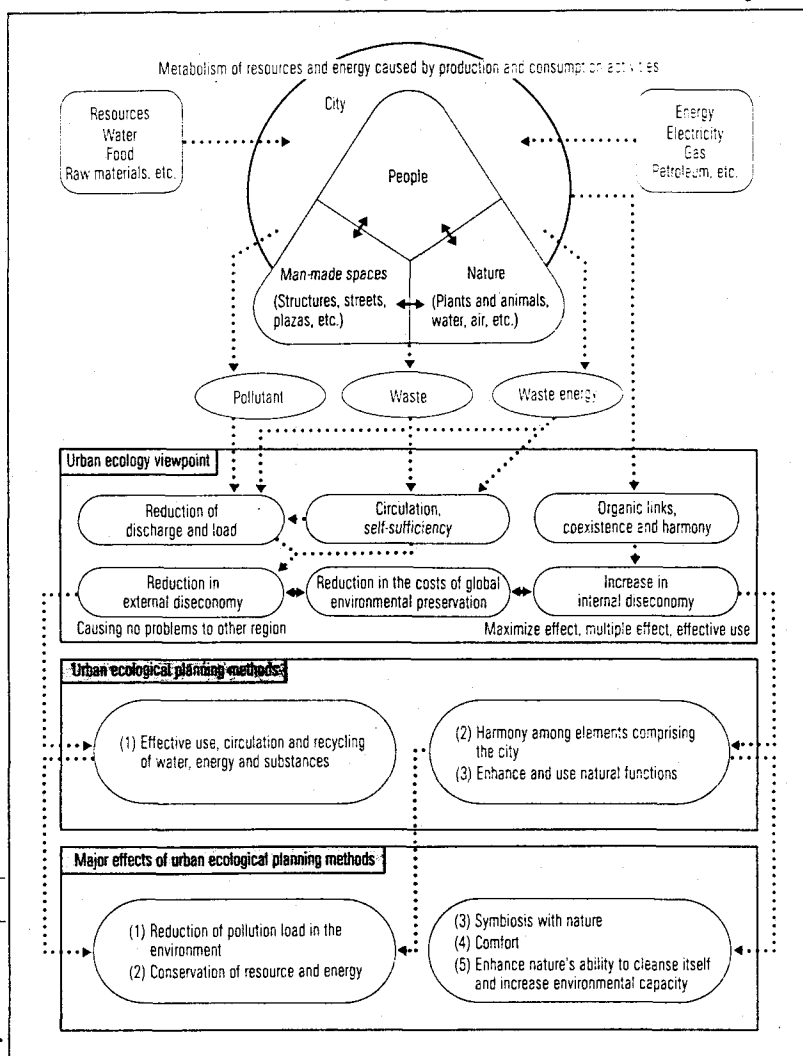 Metabolism of resources and energy caused by production and consumption activities
City
Resources
Water
Food
Raw materials. etc.
Energy
Electricity
Gas
Petroleum, etc.
People
Man-made spaces
(Structures, streets,
plazas, etc.)
Nature
(Plants and animals,
water, air, etc.)
Pollutant
Waste
Waste energy
Urban ecology viewpoint
Reduction of
discharge and load
Circulation,
self-sufficiency
Organic links,
coexistence and harmony
Reduction in
external diseconomy
Reduction in the costs of global
environmental preservation
Increase in
internal diseconomy
Causing no problems to other region
Maximize effect, multiple effect, effective use
Urban ecological planning methods
(1) Effective use, circulation and recycling
of water, energy and substances
(2) Harmony among elements comprising
the city
(3) Enhance and use natural functions
Major effects of urban ecological planning methods
(1) Reduction of pollution load in the
environment
(2) Conservation of resource and energy
(3) Symbiosis with nature
(4) Comfort
(5) Enhance nature's ability to cleanse itself
and increase environmental capacity